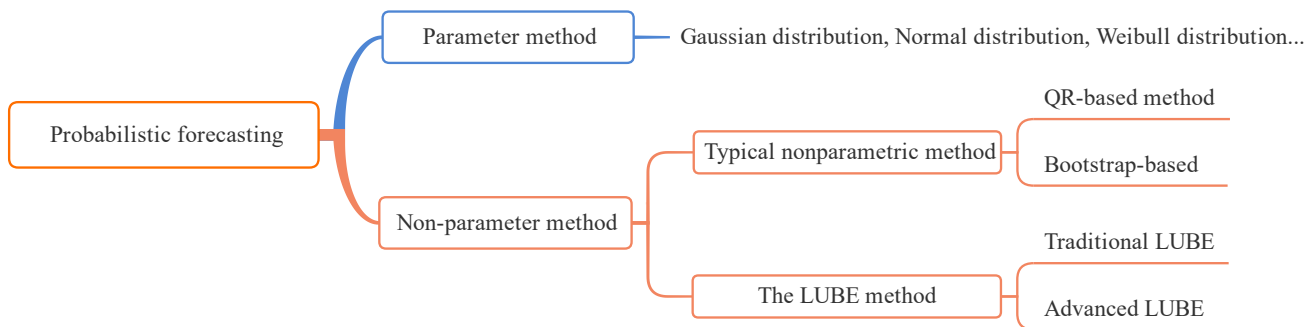 Probabilistic forecasting
Parameter method
Gaussian distribution, Normal distribution, Weibull distribution...
Non-parameter method
Typical nonparametric method
QR-based method
Bootstrap-based
The LUBE method
Traditional LUBE
Advanced LUBE